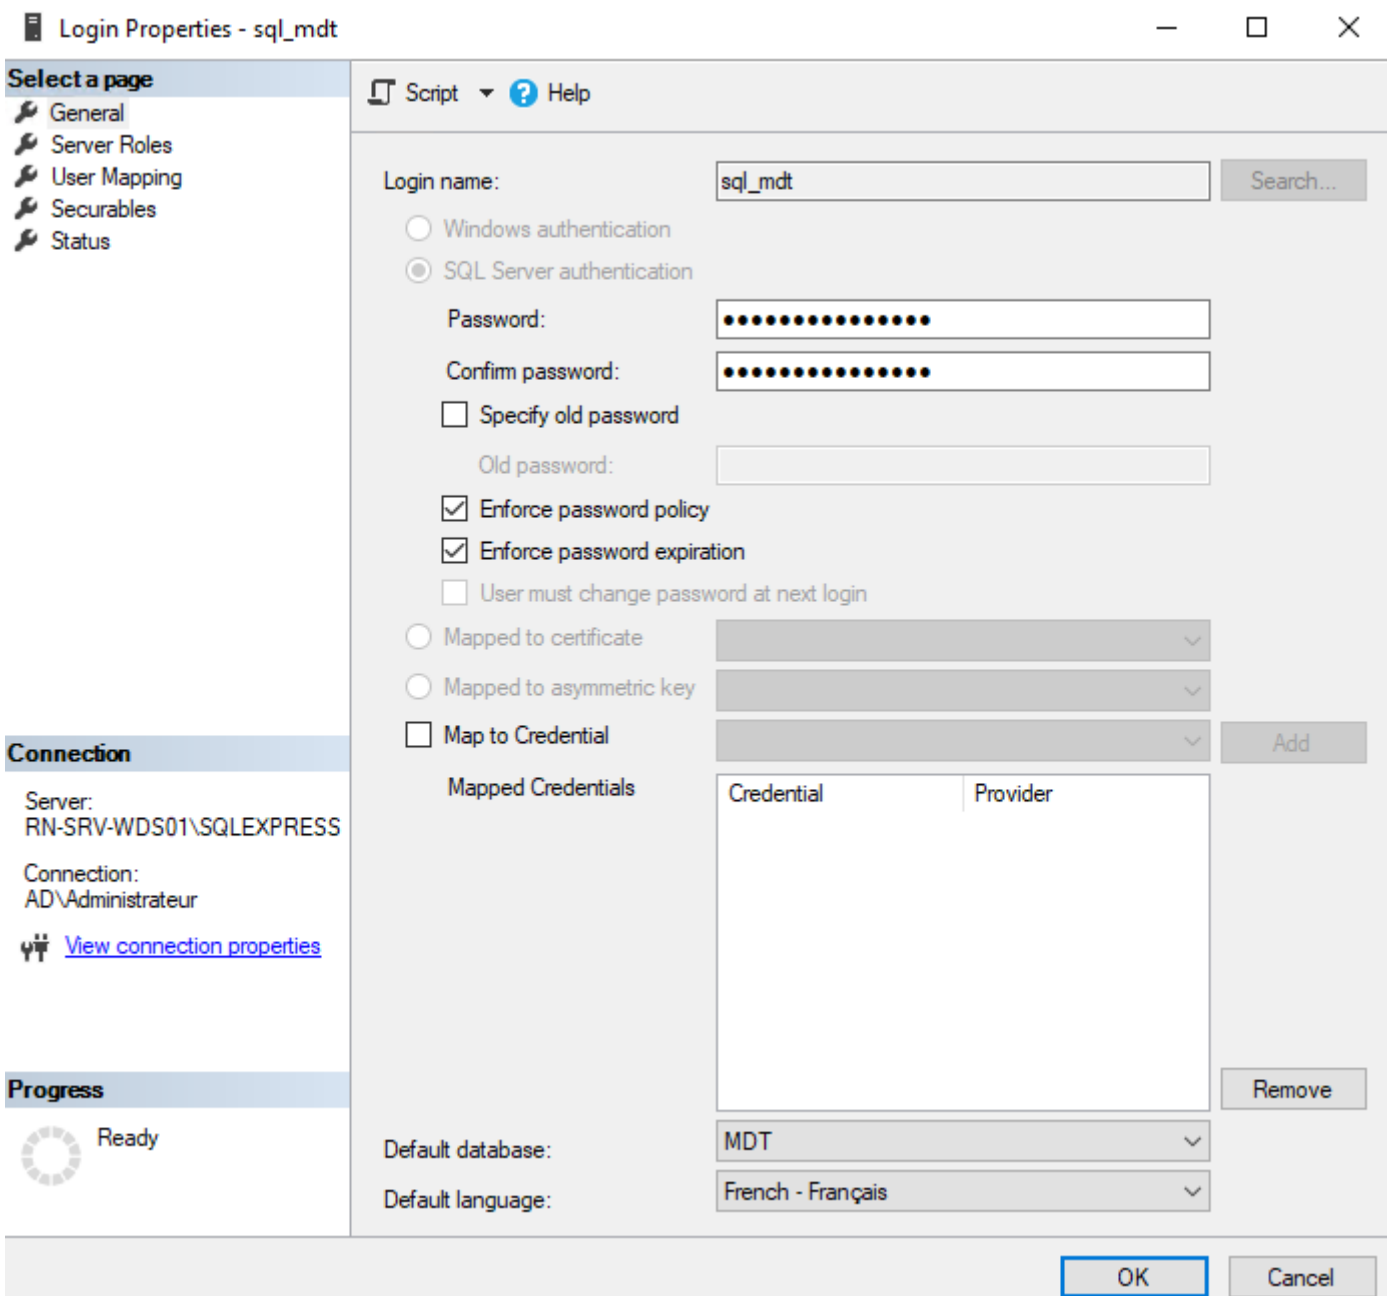 Login Properties - sql_mdt
Select a page
General
Server Roles
User Mapping
Securables
Status
Script
Help
Login name:
sql_mdt
Search...
Windows authentication
SQL Server authentication
Password:
●●●●●●●●●●●●●●●
Confirm password:
●●●●●●●●●●●●●●●
Specify old password
Old password:
Enforce password policy
Enforce password expiration
User must change password at next login
Mapped to certificate
Mapped to asymmetric key
Map to Credential
Add
Mapped Credentials
Credential
Provider
Remove
Default database:
MDT
Default language:
French - Français
Connection
Server:
RN-SRV-WDS01\SQLEXPRESS
Connection:
AD\Administrateur
View connection properties
Progress
Ready
OK
Cancel